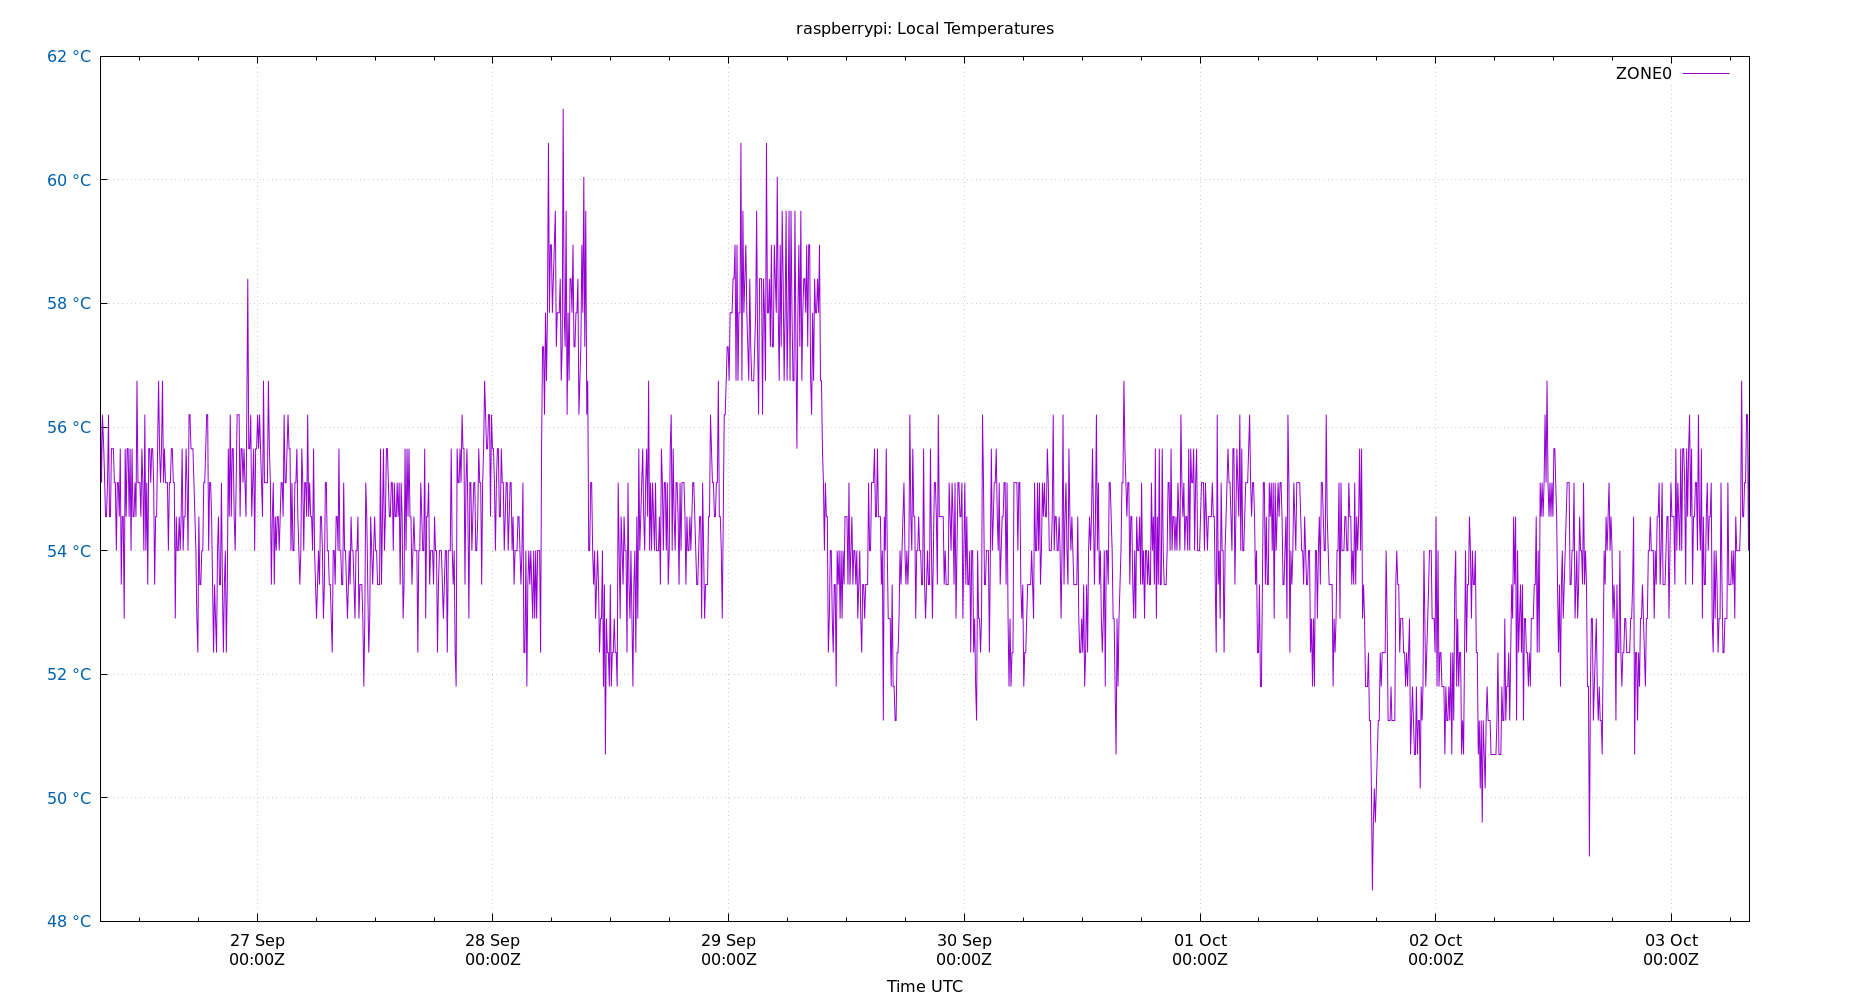 raspberrypi: Local Temperatures
62 °C
ZONE0
60 °C
58 °C
56 °C
54 °C
52 °C
50 °C
48 °C
27 Sep 28 Sep 29 Sep 30 Sep 01 Oct 02 Oct 03 Oct
00:00Z 00:00Z 00:00Z 00:00Z 00:00Z 00:00Z 00:00Z
Time UTC